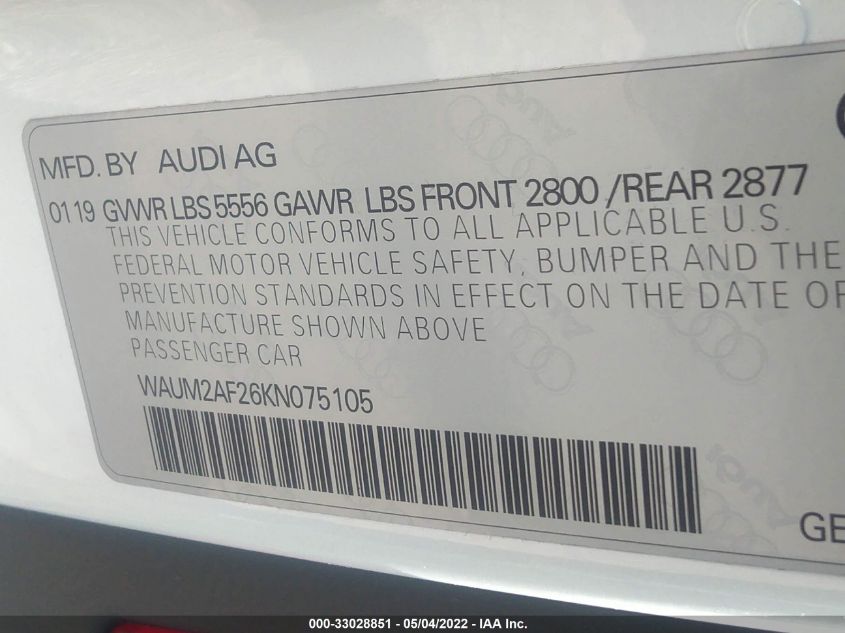 MFD. BY AUDI AG
01 19 GVWR LBS 5556 GAWR LBS FRONT 2800 /REAR 2877
THIS VEHICLE CONFORMS TO ALL APPLICABLE U.S.
FEDERAL MOTOR VEHICLE SAFETY, BUMPER AND THE
PREVENTION STANDARDS IN EFFECT ON THE DATE OF
MANUFACTURE SHOWN ABOVE
PASSENGER CAR
WAUM2AF26KN075105
Audi
Audi
000-33028851 - 05/04/2022 - IAA Inc.